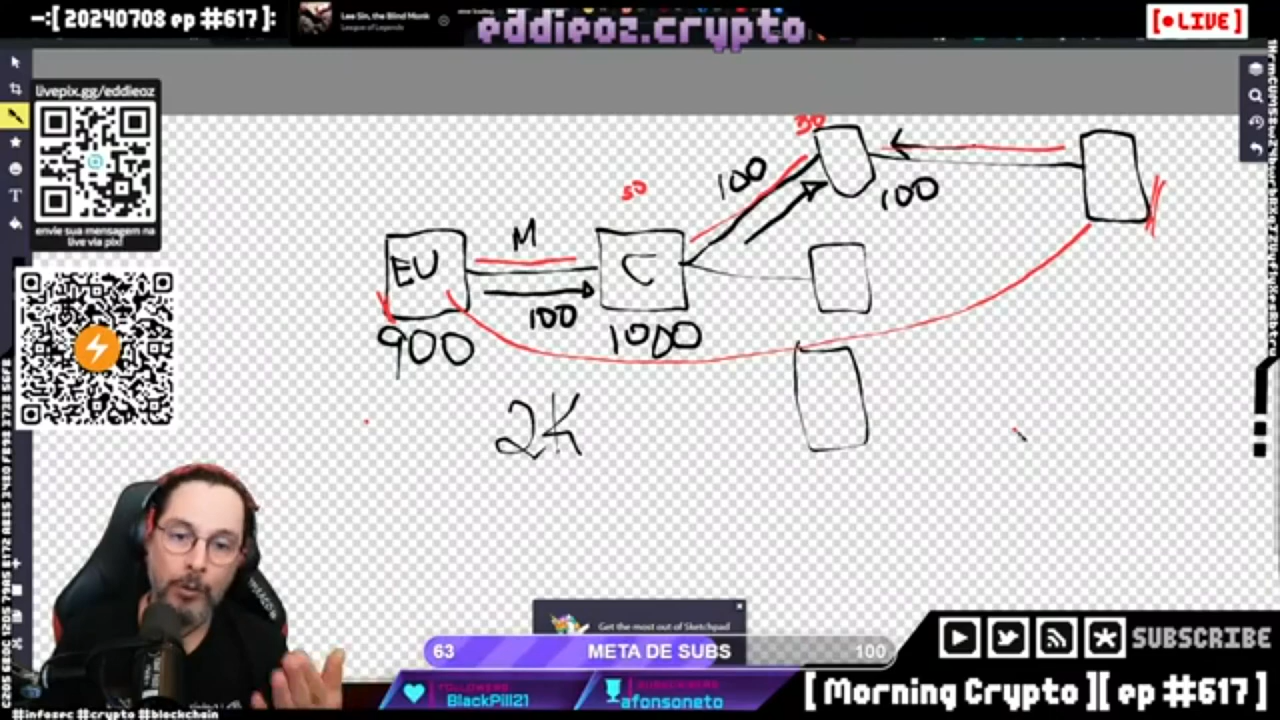 -:[ 20240708 ep #617 ]:
Lee Sin, the Blind Monk
League of Legends
eddieoz.crypto
[● LIVE]
livepix.gg/eddieoz
envie sua mensagem na
live via pix!
30
100
100
50
M
EU
C
100
900
1000
2K
T
Get the most out of Sketchpad
63
META DE SUBS
100
BlackPill21
afonsoneto
SUBSCRIBE
[ Morning Crypto ][ ep #617 ]
#infosec #crypto #blockchain